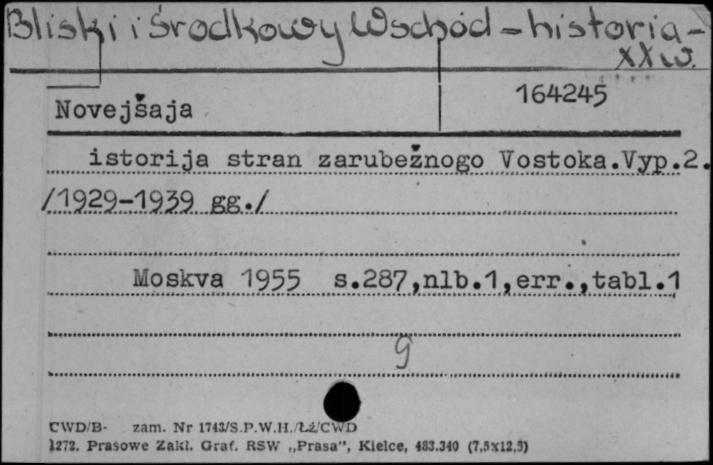 Bliski i Środkowy Wschód - historia -
XX w.
164245
Novejšaja
istorija stran zarubežnogo Vostoka.Vyp.2.
/1929-1939 gg./
Moskva 1955 s.287,nlb.1,err.,tabl.1
9
CWD/B- zam. Nr 1743/S.P.W.H./Łź/CWD
1272. Prasowe Zakł. Graf. RSW „Prasa”, Kielce, 483.340 (7,5x12,5)